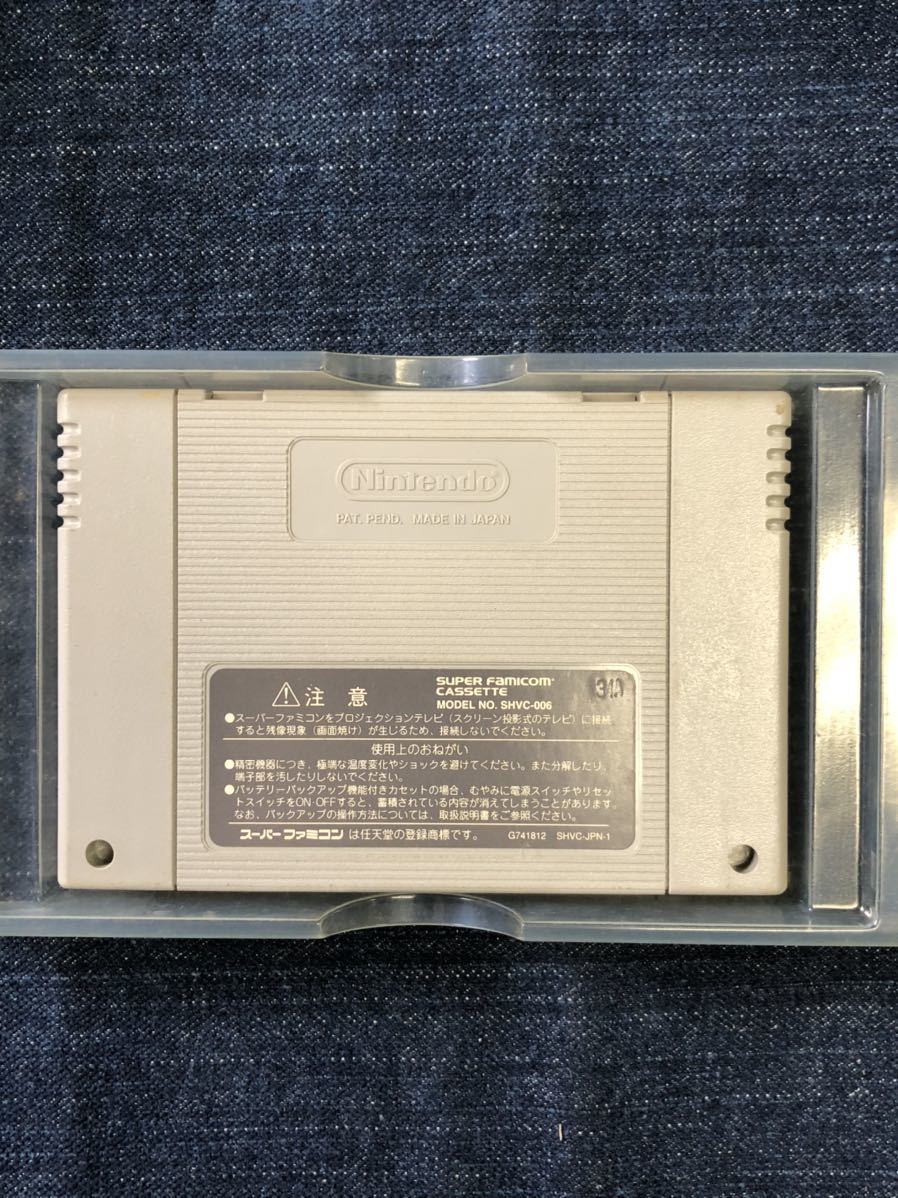 Nintendo
PAT. PEND. MADE IN JAPAN
注 意
SUPER FAMICOM
CASSETTE
MODEL NO. SHVC-006
●スーパーファミコンをプロジェクションテレビ(スクリーン投影式のテレビ)に接続
すると残像現象(画面焼け)が生じるため、接続しないでください。
使用上のおねがい
●精密機器につき、極端な温度変化やショックを避けてください。また分解したり、
端子部を汚したりしないでください。
●バッテリーバックアップ機能付きカセットの場合、むやみに電源スイッチやリセッ
トスイッチをON・OFFすると、蓄積されている内容が消えてしまうことがあります。
なお、バックアップの操作方法については、取扱説明書をご参照ください。
スーパーファミコン は任天堂の登録商標です。
G741812 SHVC-JPN-1